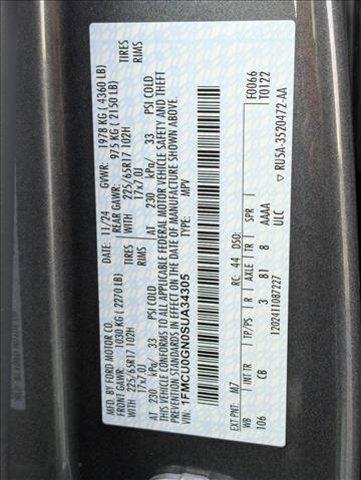 MFD. BY FORD MOTOR CO. 11/24 GVWR: 1978 KG ( 4360 LB)
FRONT GAWR: 1030 KG (2270 LB) REAR GAWR: 975 KG (2150 LB)
WITH 225/65R17 102H TIRES WITH 225/65R17 102H TIRES
17x7.0J RIMS 17x7.0J RIMS
AT 230 kPa/ 33 PSI COLD AT 230 kPa/ 33 PSI COLD
THIS VEHICLE CONFORMS TO ALL APPLICABLE FEDERAL MOTOR VEHICLE SAFETY AND THEFT
PREVENTION STANDARDS IN EFFECT ON THE DATE OF MANUFACTURE SHOWN ABOVE.
VIN: 1FMCU0GN0SUA34305
TYPE: MPV
F0066
T0122
EXT PNT: M7 RC: 44 DSO:
WB INT TR TP/PS R AXLE TR SPR
106 CB 3 81 8 AAAA
ULC
▽ RU5A-3520472-AA
1202411087227